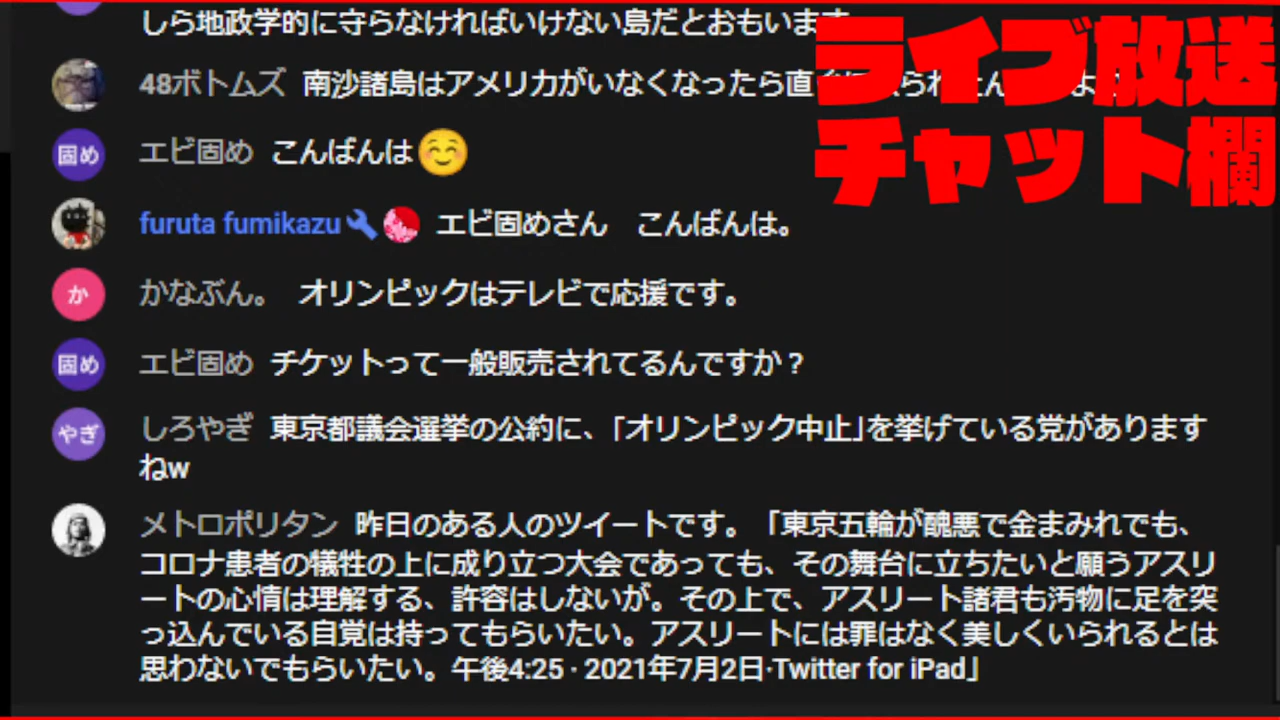 しら地政学的に守らなければいけない島だとおもいます
ライブ放送
チャット欄
48ボトムズ 南沙諸島はアメリカがいなくなったら直
固め エビ固め こんばんは☺
furuta fumikazu エビ固めさん こんばんは。
か かなぶん。 オリンピックはテレビで応援です。
固め エビ固め チケットって一般販売されてるんですか？
やぎ しろやぎ 東京都議会選挙の公約に、「オリンピック中止」を挙げている党があります
ねw
メトロポリタン 昨日のある人のツイートです。「東京五輪が醜悪で金まみれでも、
コロナ患者の犠牲の上に成り立つ大会であっても、その舞台に立ちたいと願うアスリ
ートの心情は理解する、許容はしないが。その上で、アスリート諸君も汚物に足を突
っ込んでいる自覚は持ってもらいたい。アスリートには罪はなく美しくいられるとは
思わないでもらいたい。午後4:25 · 2021年7月2日·Twitter for iPad」